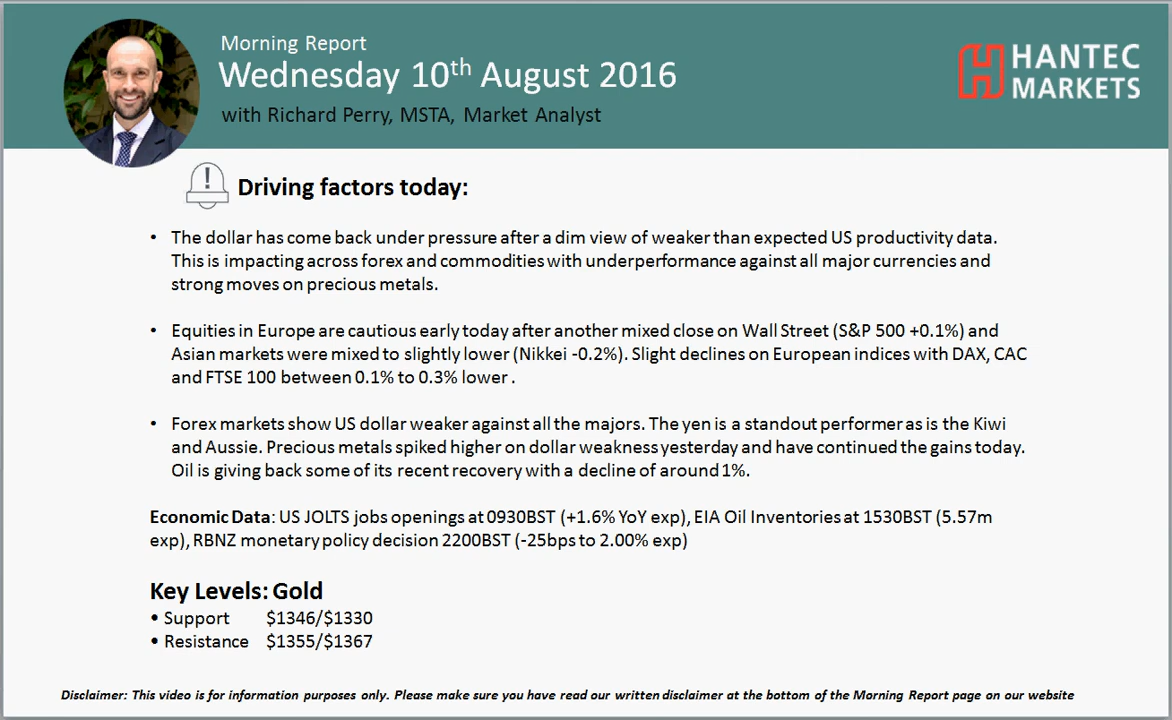 Morning Report
Wednesday 10th August 2016
with Richard Perry, MSTA, Market Analyst
HANTEC
MARKETS
!
Driving factors today:
• The dollar has come back under pressure after a dim view of weaker than expected US productivity data.
This is impacting across forex and commodities with underperformance against all major currencies and
strong moves on precious metals.
• Equities in Europe are cautious early today after another mixed close on Wall Street (S&P 500 +0.1%) and
Asian markets were mixed to slightly lower (Nikkei -0.2%). Slight declines on European indices with DAX, CAC
and FTSE 100 between 0.1% to 0.3% lower .
• Forex markets show US dollar weaker against all the majors. The yen is a standout performer as is the Kiwi
and Aussie. Precious metals spiked higher on dollar weakness yesterday and have continued the gains today.
Oil is giving back some of its recent recovery with a decline of around 1%.
Economic Data: US JOLTS jobs openings at 0930BST (+1.6% YoY exp), EIA Oil Inventories at 1530BST (5.57m
exp), RBNZ monetary policy decision 2200BST (-25bps to 2.00% exp)
Key Levels: Gold
• Support $1346/$1330
• Resistance $1355/$1367
Disclaimer: This video is for information purposes only. Please make sure you have read our written disclaimer at the bottom of the Morning Report page on our website